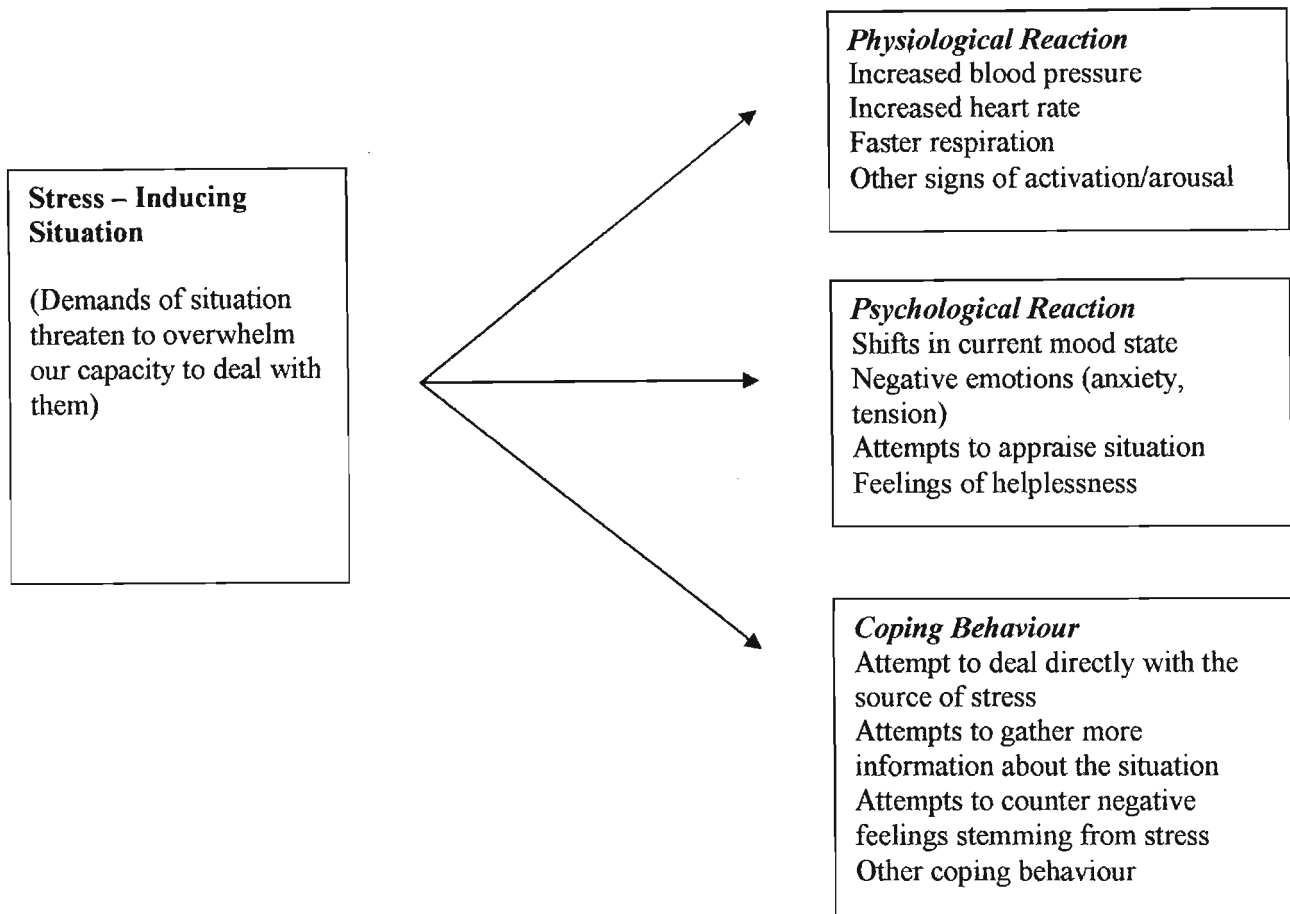 Stress – Inducing
Situation
(Demands of situation
threaten to overwhelm
our capacity to deal with
them)
Physiological Reaction
Increased blood pressure
Increased heart rate
Faster respiration
Other signs of activation/arousal
Psychological Reaction
Shifts in current mood state
Negative emotions (anxiety,
tension)
Attempts to appraise situation
Feelings of helplessness
Coping Behaviour
Attempt to deal directly with the
source of stress
Attempts to gather more
information about the situation
Attempts to counter negative
feelings stemming from stress
Other coping behaviour